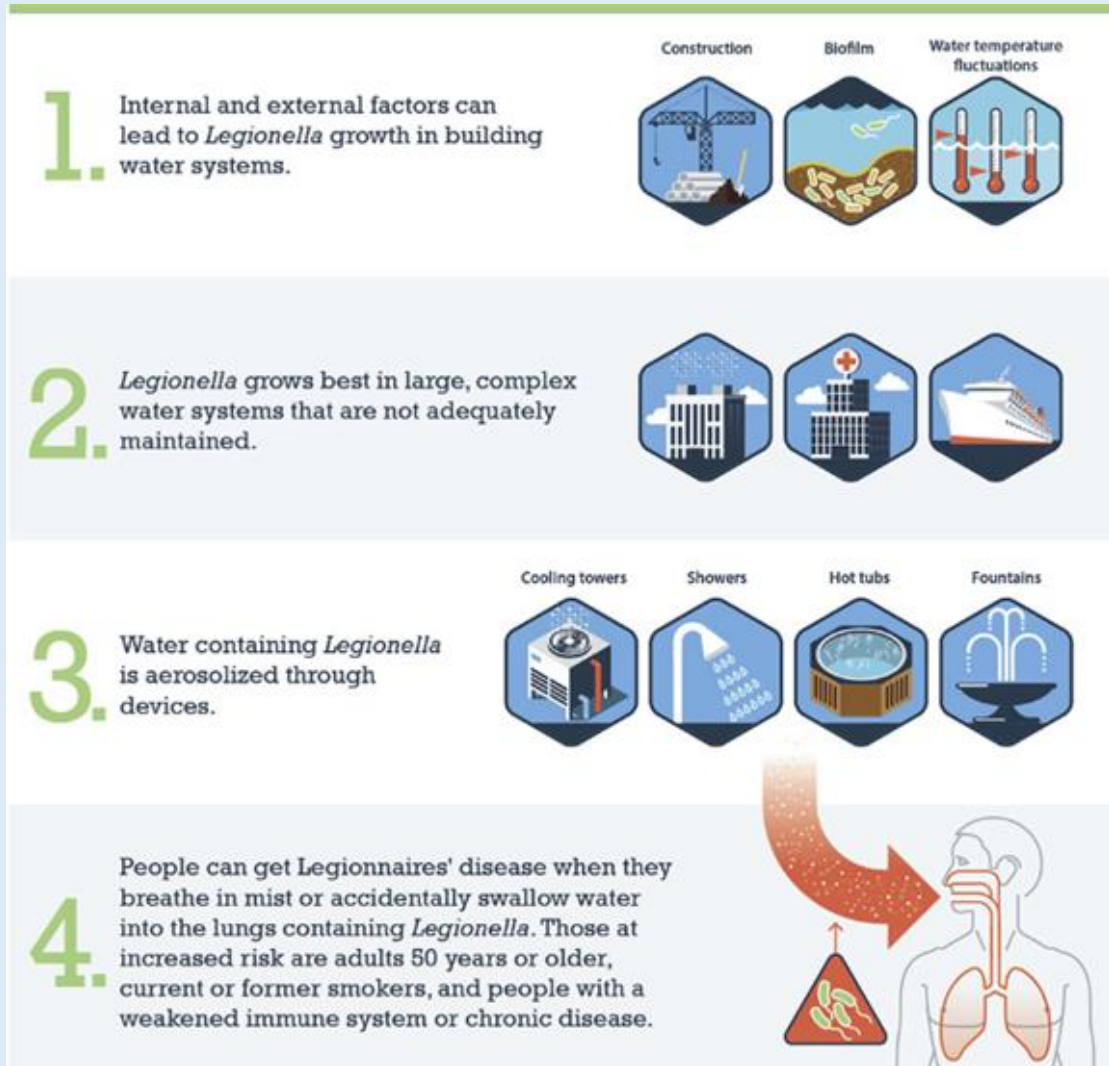 Construction
Biofilm
Water temperature
fluctuations
1.
Internal and external factors can
lead to Legionella growth in building
water systems.
2.
Legionella grows best in large, complex
water systems that are not adequately
maintained.
Cooling towers
Showers
Hot tubs
Fountains
3.
Water containing Legionella
is aerosolized through
devices.
4.
People can get Legionnaires' disease when they
breathe in mist or accidentally swallow water
into the lungs containing Legionella. Those at
increased risk are adults 50 years or older,
current or former smokers, and people with a
weakened immune system or chronic disease.